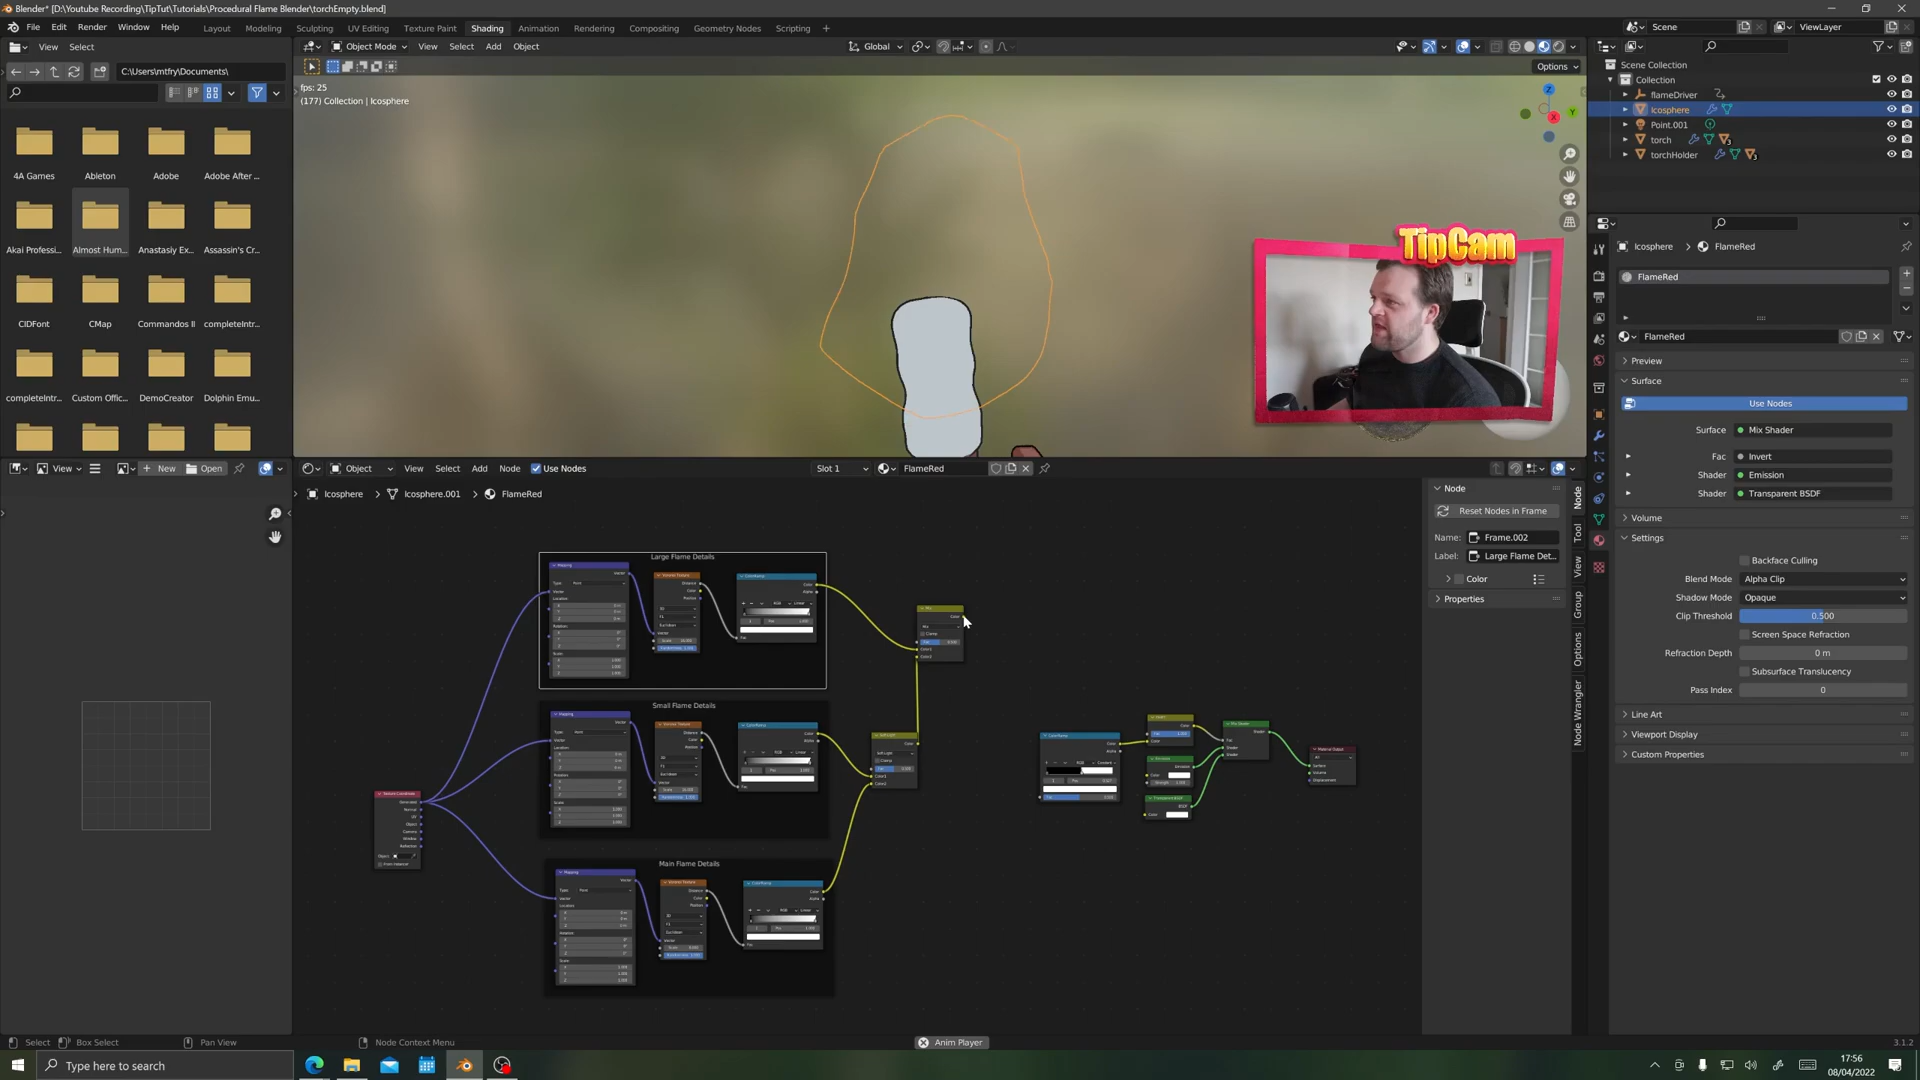 Blender* [D:\Youtube Recording\TipTut\Tutorials\Procedural Flame Blender\torchEmpty.blend]
File Edit Render Window Help Layout Modeling Sculpting UV Editing Texture Paint Shading Animation Rendering Compositing Geometry Nodes Scripting + Scene ViewLayer
View Select
Object Mode View Select Add Object Global
C:\Users\mtfry\Documents\
Options
fps: 25
(177) Collection | Icosphere
4A Games Ableton Adobe Adobe After ...
Akai Professi... Almost Hum... Anastasiy Ex... Assassin's Cr...
CIDFont CMap Commandos II completeIntr...
completeIntr... Custom Offic... DemoCreator Dolphin Emu...
TipCam
Scene Collection
Collection
flameDriver
Icosphere
Point.001
torch
torchHolder
Icosphere > FlameRed
FlameRed
FlameRed
Preview
Surface
Use Nodes
Surface Mix Shader
Fac Invert
Shader Emission
Shader Transparent BSDF
Volume
Settings
Backface Culling
Blend Mode Alpha Clip
Shadow Mode Opaque
Clip Threshold 0.500
Screen Space Refraction
Refraction Depth 0 m
Subsurface Translucency
Pass Index 0
Line Art
Viewport Display
Custom Properties
View New Open
Object View Select Add Node Use Nodes Slot 1 FlameRed
Icosphere > Icosphere.001 > FlameRed
Large Flame Details
Small Flame Details
Main Flame Details
Node
Reset Nodes in Frame
Name: Frame.002
Label: Large Flame Det...
Color
Properties
Node
Tool
View
Group
Options
Node Wrangler
Select Box Select Pan View Node Context Menu Anim Player 3.1.2
Type here to search
17:56
08/04/2022